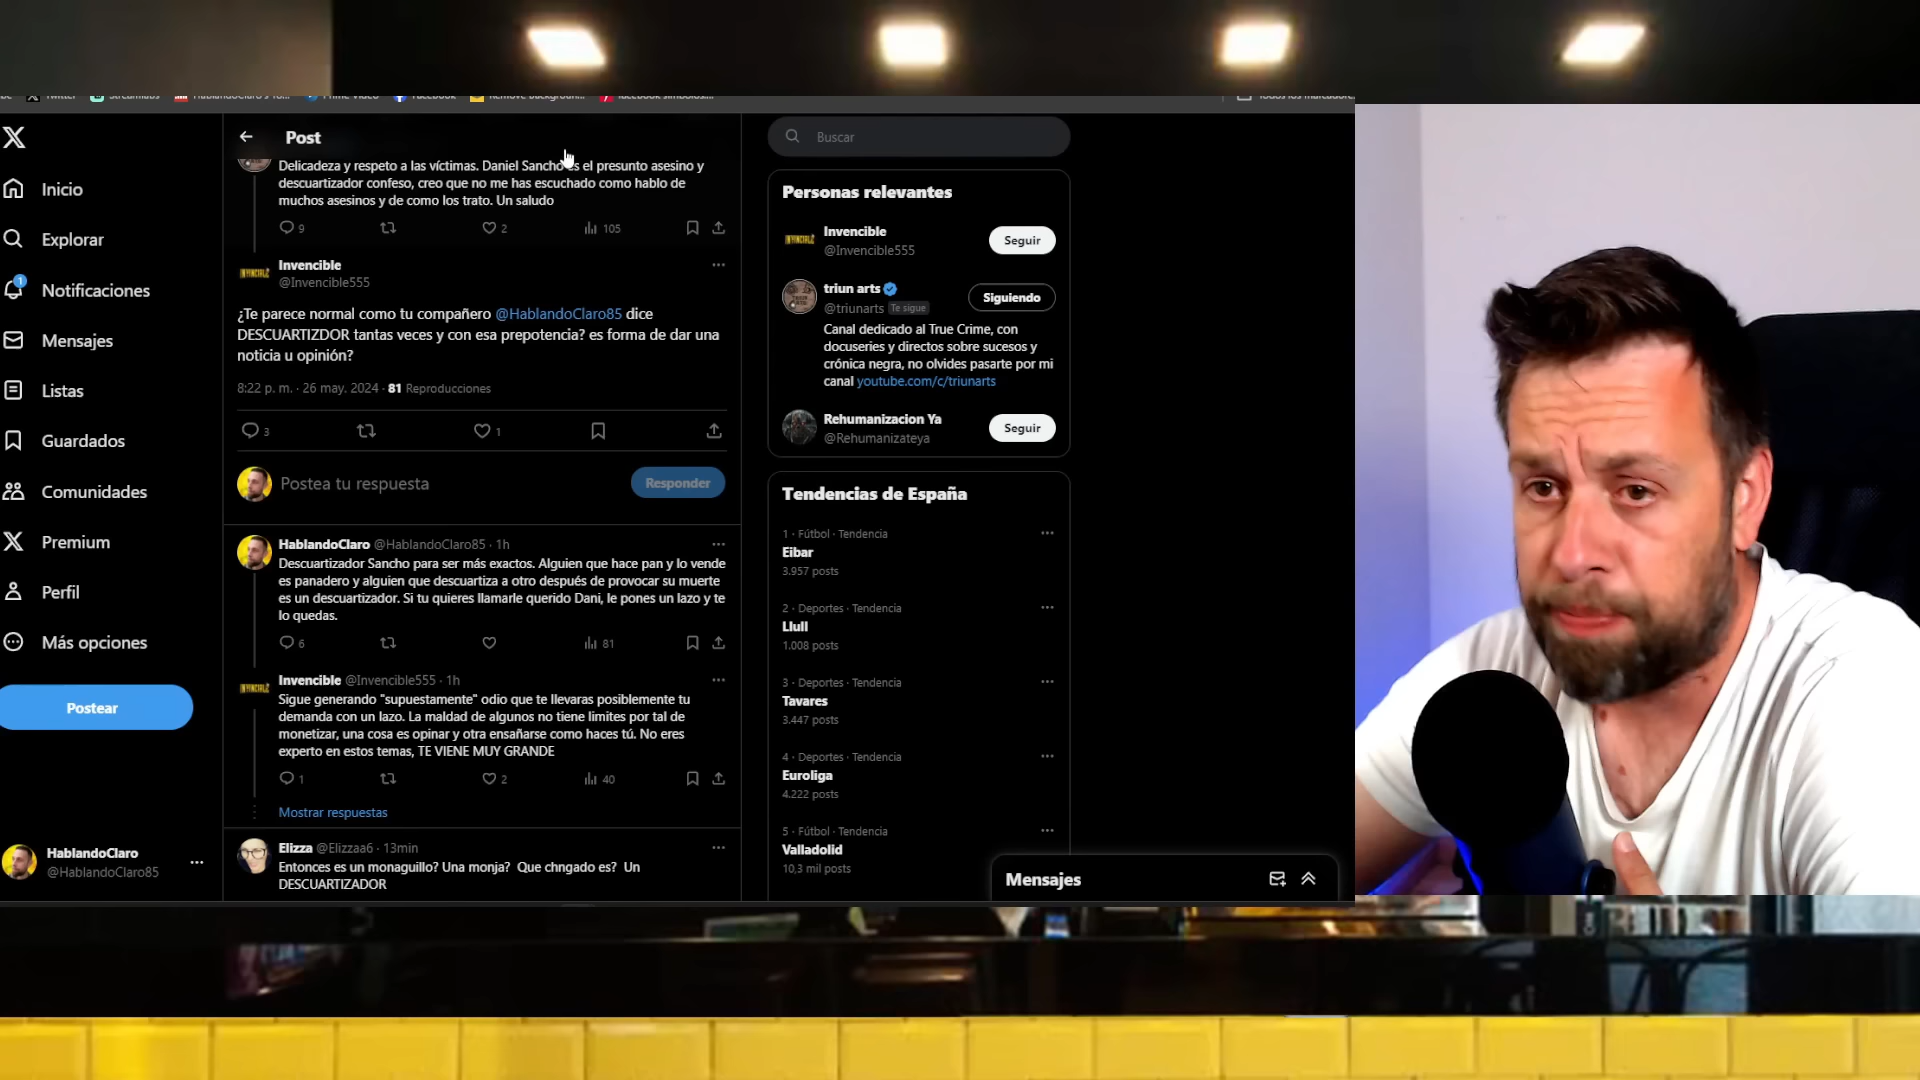 Post
Delicadeza y respeto a las víctimas. Daniel Sancho es el presunto asesino y
descuartizador confeso, creo que no me has escuchado como hablo de
muchos asesinos y de como los trato. Un saludo
9
2
105
Invencible
@Invencible555
¿Te parece normal como tu compañero @HablandoClaro85 dice
DESCUARTIZDOR tantas veces y con esa prepotencia? es forma de dar una
noticia u opinión?
8:22 p. m. · 26 may. 2024 · 81 Reproducciones
3
1
Postea tu respuesta
Responder
HablandoClaro @HablandoClaro85 · 1h
Descuartizador Sancho para ser más exactos. Alguien que hace pan y lo vende
es panadero y alguien que descuartiza a otro después de provocar su muerte
es un descuartizador. Si tu quieres llamarle querido Dani, le pones un lazo y te
lo quedas.
6
81
Invencible @Invencible555 · 1h
Sigue generando "supuestamente" odio que te llevaras posiblemente tu
demanda con un lazo. La maldad de algunos no tiene limites por tal de
monetizar, una cosa es opinar y otra ensañarse como haces tú. No eres
experto en estos temas, TE VIENE MUY GRANDE
1
2
40
Mostrar respuestas
Elizza @Elizzaa6 · 13min
Entonces es un monaguillo? Una monja? Que chngado es? Un
DESCUARTIZADOR
Inicio
Explorar
1
Notificaciones
Mensajes
Listas
Guardados
Comunidades
Premium
Perfil
Más opciones
Postear
HablandoClaro
@HablandoClaro85
Buscar
Personas relevantes
Invencible
@Invencible555
Seguir
triun arts
@triunarts Te sigue
Siguiendo
Canal dedicado al True Crime, con
docuseries y directos sobre sucesos y
crónica negra, no olvides pasarte por mi
canal youtube.com/c/triunarts
Rehumanizacion Ya
@Rehumanizateya
Seguir
Tendencias de España
1 · Fútbol · Tendencia
Eibar
3.957 posts
2 · Deportes · Tendencia
Llull
1.008 posts
3 · Deportes · Tendencia
Tavares
3.447 posts
4 · Deportes · Tendencia
Euroliga
4.222 posts
5 · Fútbol · Tendencia
Valladolid
10,3 mil posts
Mensajes